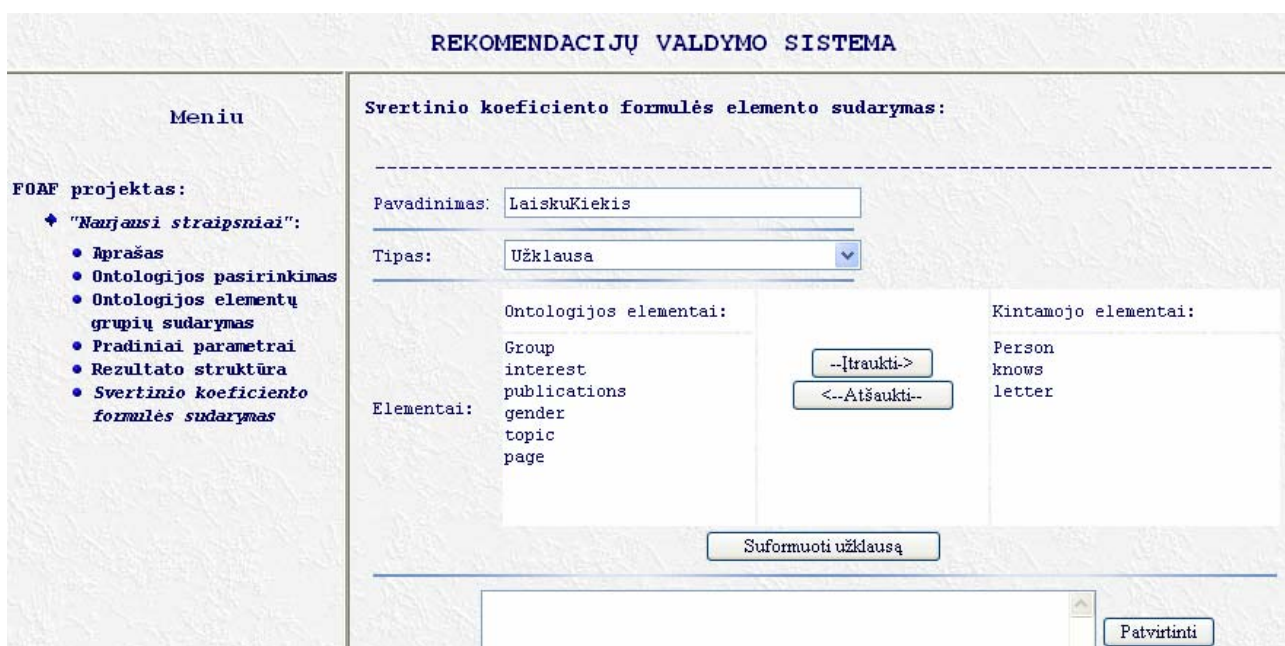 REKOMENDACIJŲ VALDYMO SISTEMA
Meniu
FOAF projektas:
"Naujausi straipsniai":
Aprašas
Ontologijos pasirinkimas
Ontologijos elementų
grupių sudarymas
Pradiniai parametrai
Rezultato struktūra
Svertinio koeficiento
formulės sudarymas
Svertinio koeficiento formulės elemento sudarymas:
Pavadinimas: LaiskuKiekis
Tipas: Užklausa
Elementai:
Ontologijos elementai:
Group
interest
publications
gender
topic
page
--Įtraukti->
<--Atšaukti--
Kintamojo elementai:
Person
knows
letter
Suformuoti užklausą
Patvirtinti